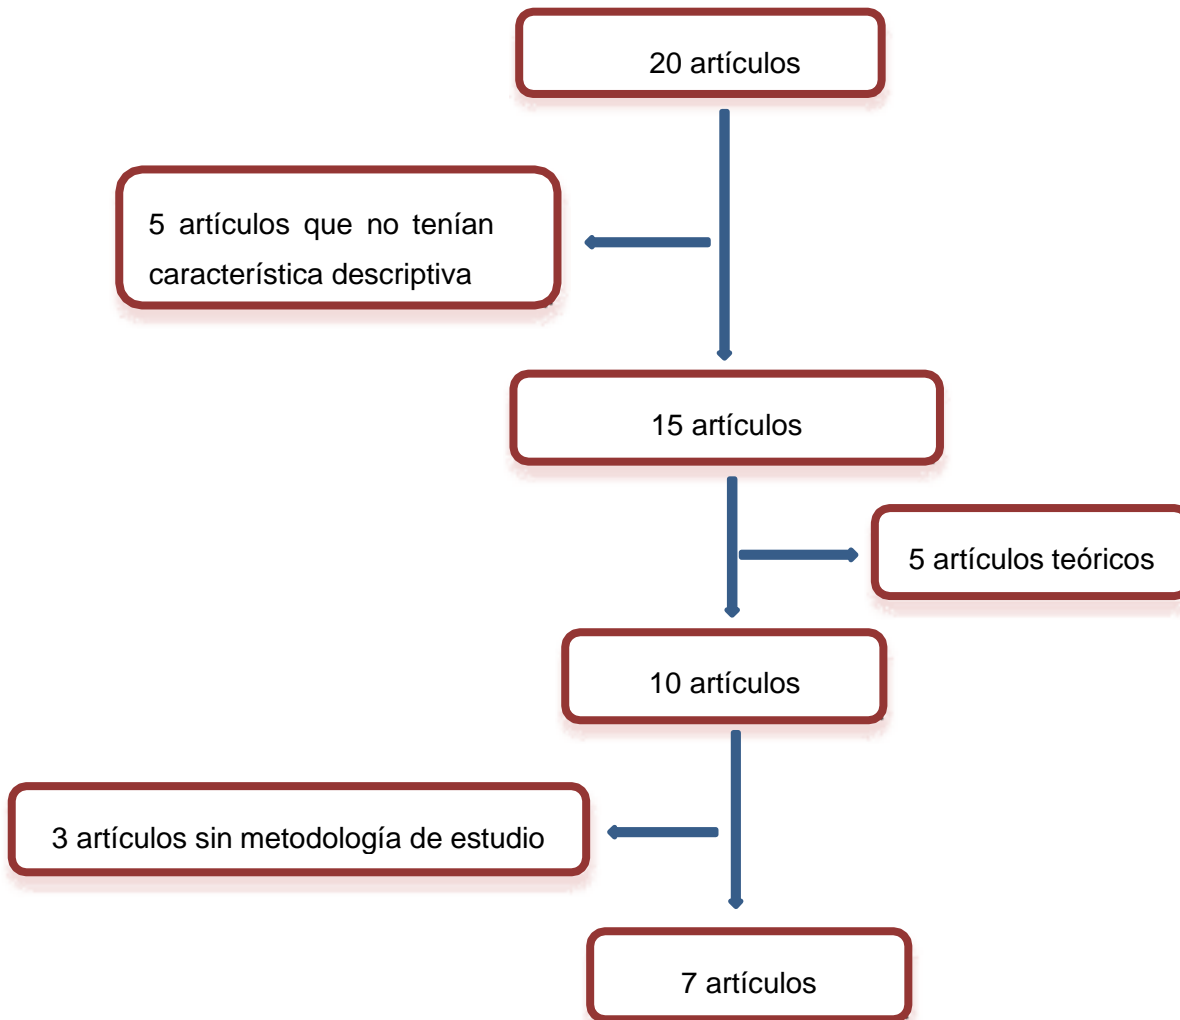 20 artículos
5 artículos que no tenían
característica descriptiva
15 artículos
5 artículos teóricos
10 artículos
3 artículos sin metodología de estudio
7 artículos